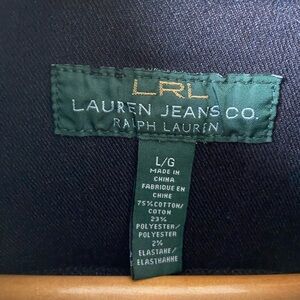 LRL
LAUREN JEANS CO.
RALPH LAUREN
L/G
MADE IN
CHINA
FABRIQUE EN
CHINE
75%COTTON/
COTON
23%
POLYESTER/
POLYESTER
2%
ELASTANE/
ELASTHANNE